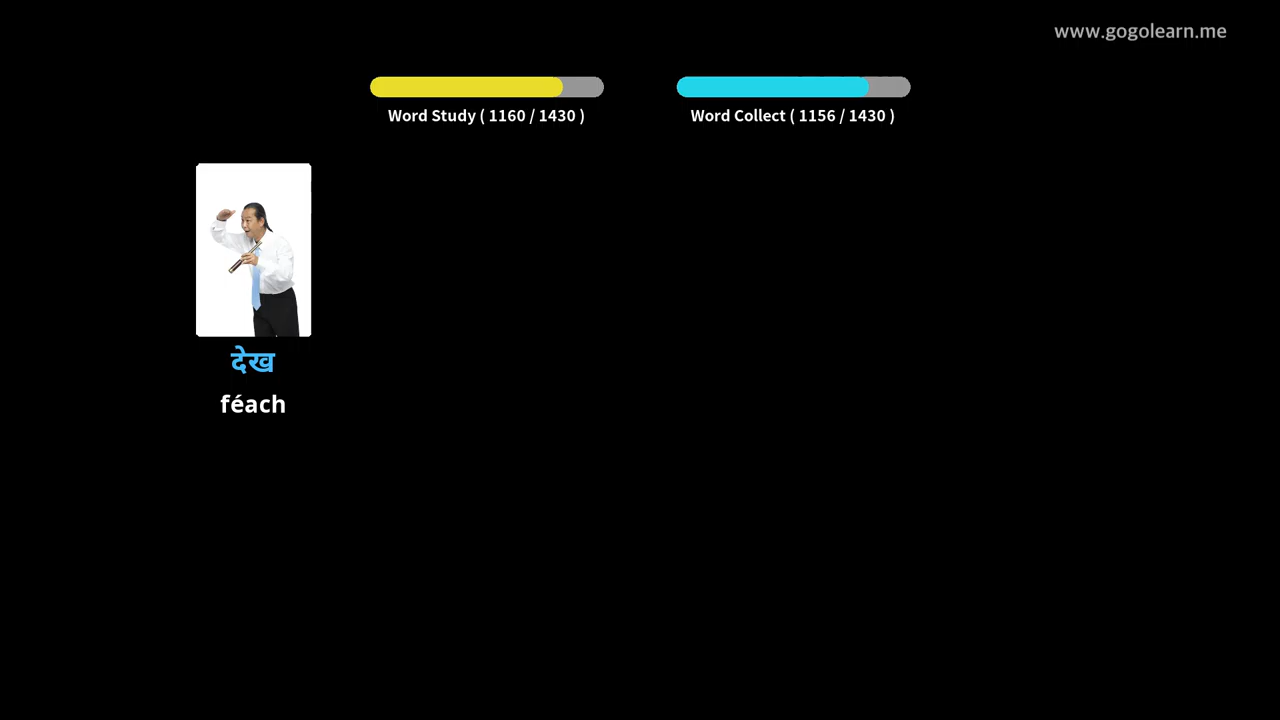 www.gogolearn.me
Word Study ( 1160 / 1430 )
Word Collect ( 1156 / 1430 )
देख
féach